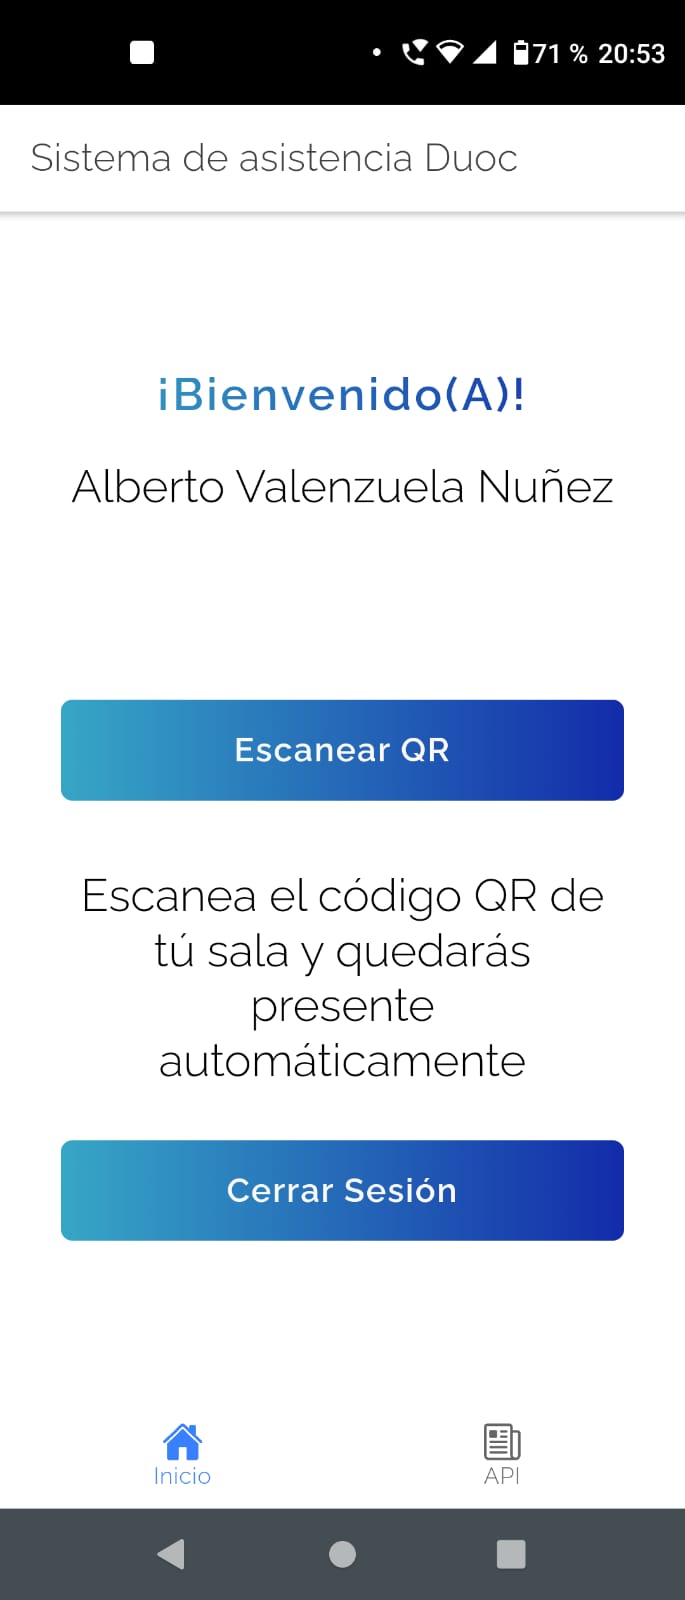 71 % 20:53
Sistema de asistencia Duoc
¡Bienvenido(A)!
Alberto Valenzuela Nuñez
Escanear QR
Escanea el código QR de
tú sala y quedarás
presente
automáticamente
Cerrar Sesión
Inicio
API